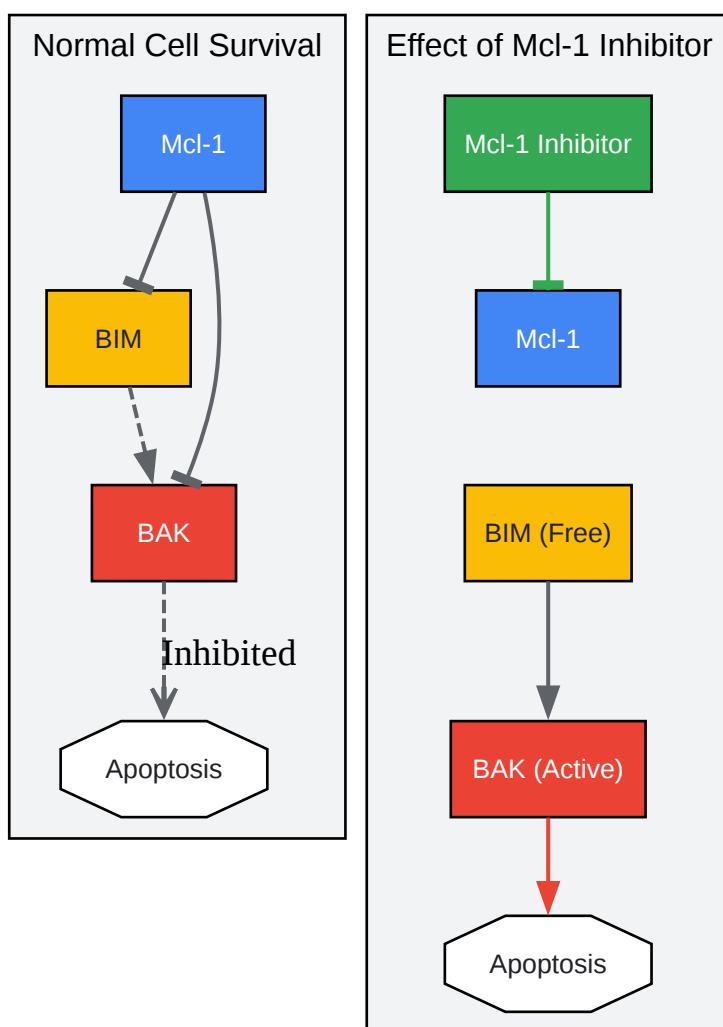 Normal Cell Survival
Mcl-1
BIM
BAK
Inhibited
Apoptosis
Effect of Mcl-1 Inhibitor
Mcl-1 Inhibitor
Mcl-1
BIM (Free)
BAK (Active)
Apoptosis